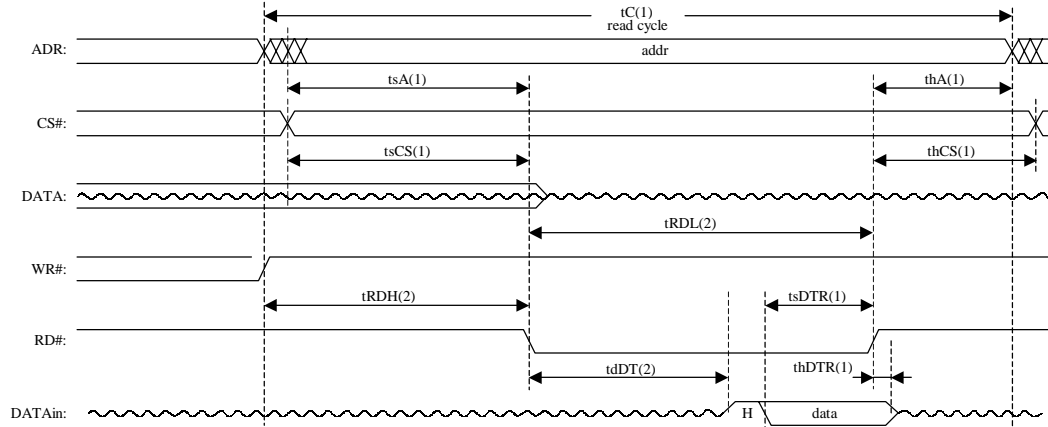 tC(1)
read cycle
ADR:
addr
tsA(1)
thA(1)
CS#:
tsCS(1)
thCS(1)
DATA:
tRDL(2)
WR#:
tRDH(2)
tsDTR(1)
RD#:
tdDT(2)
thDTR(1)
DATAin:
H
data